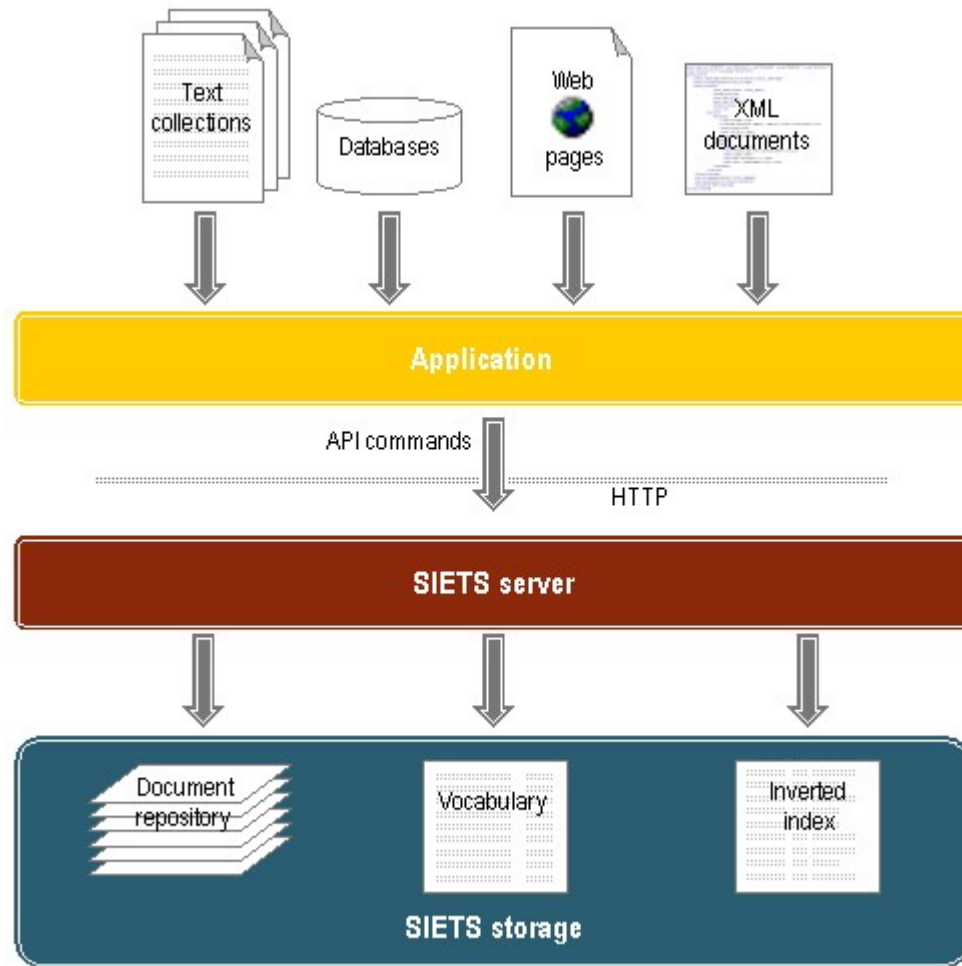 Text
collections
Databases
Web
pages
XML
documents
Application
API commands
HTTP
SIETS server
Document
repository
Vocabulary
Inverted
index
SIETS storage